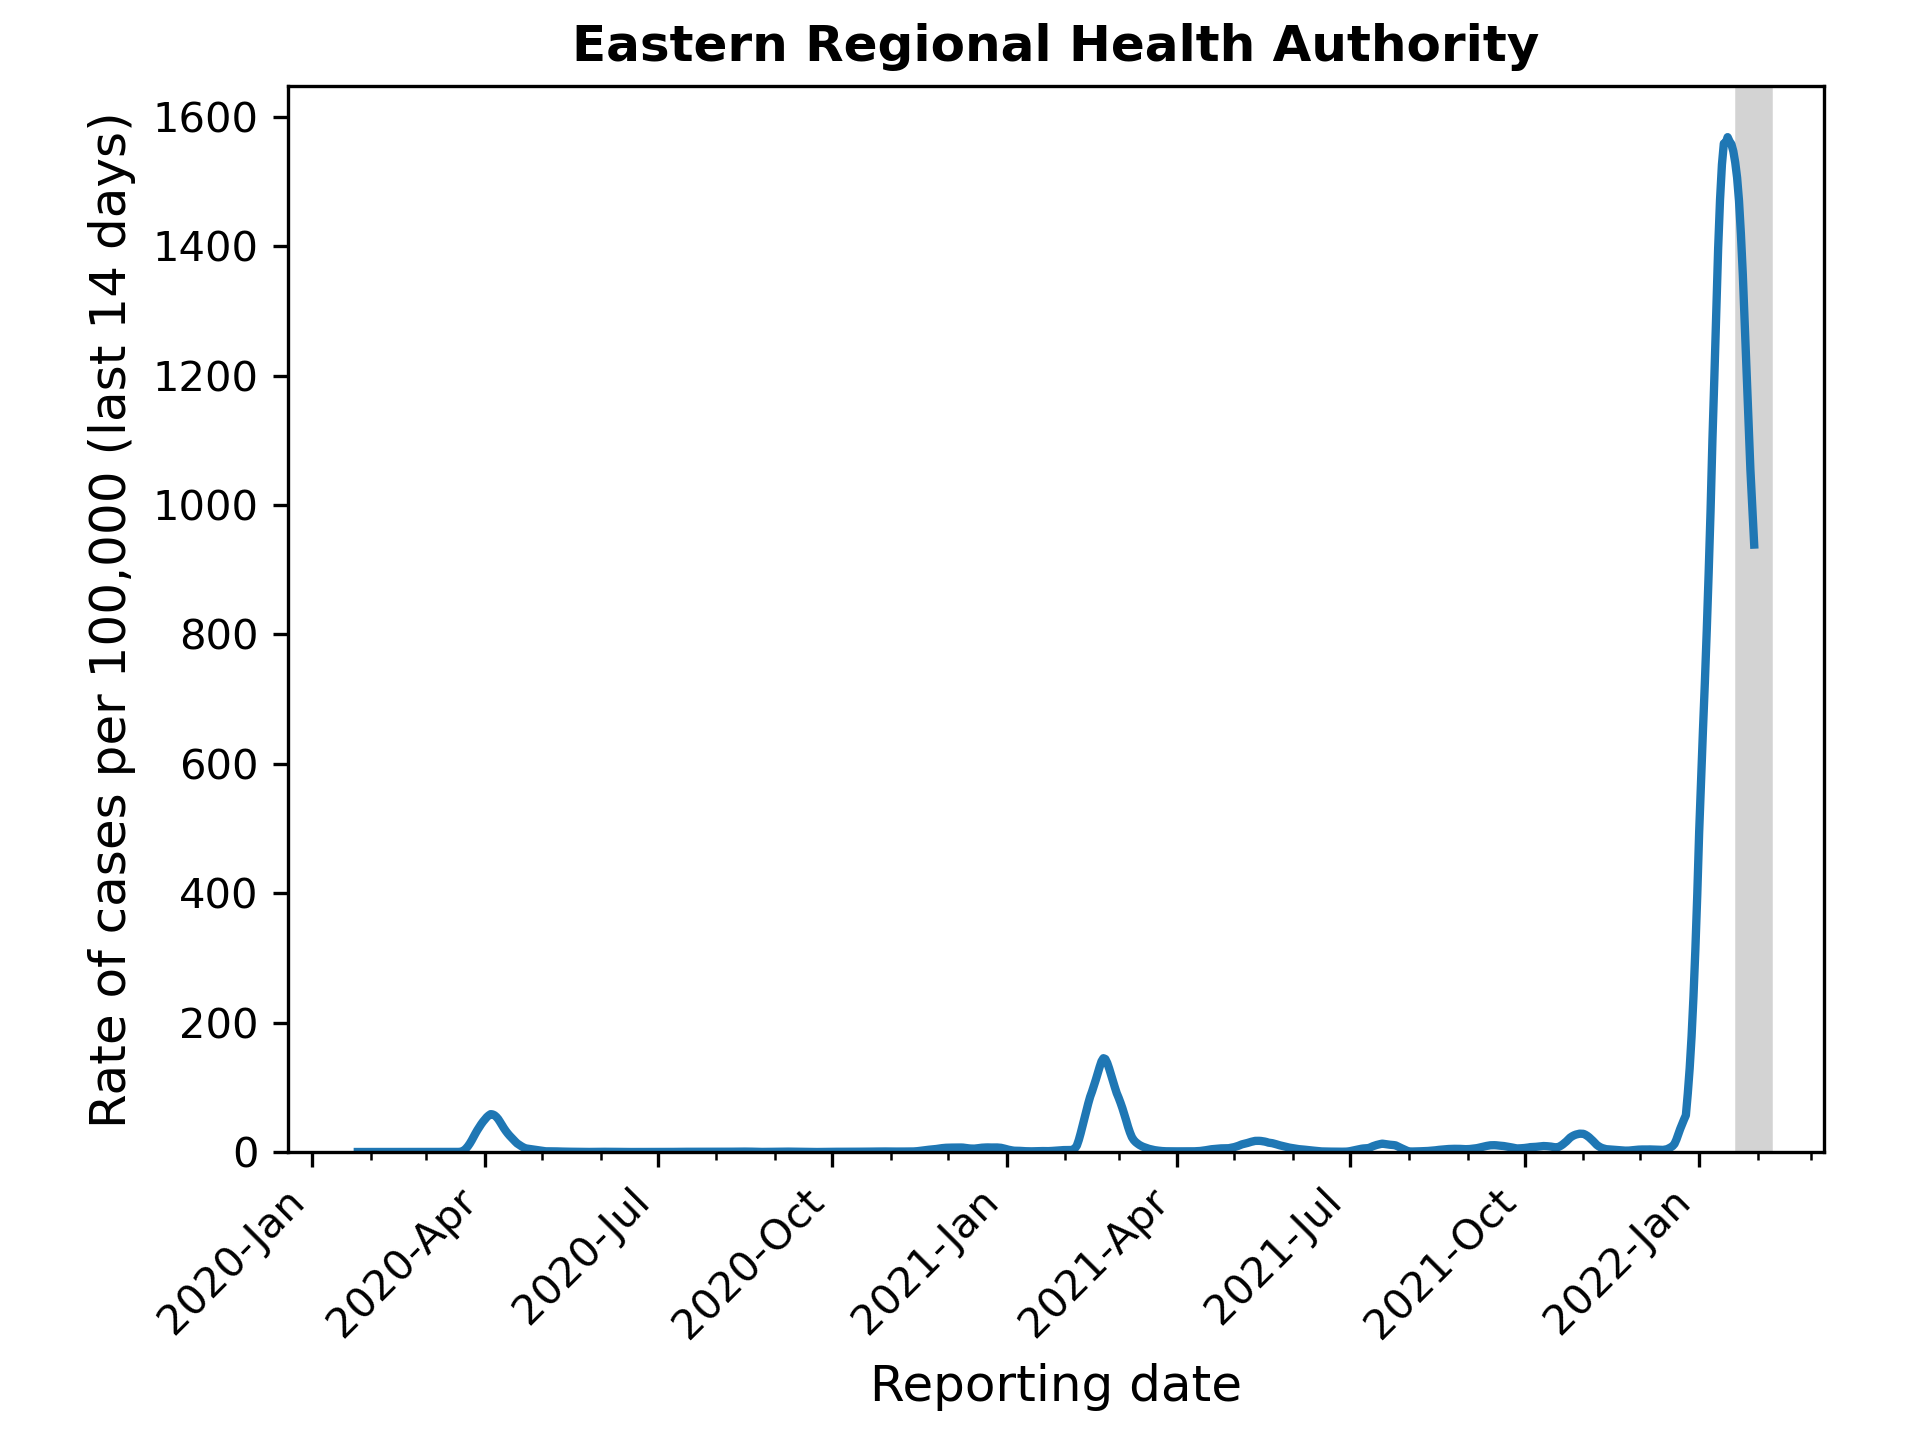 Eastern Regional Health Authority
Rate of cases per 100,000 (last 14 days)
1600
1400
1200
1000
800
600
400
200
0
2020-Jan
2020-Apr
2020-Jul
2020-Oct
2021-Jan
2021-Apr
2021-Jul
2021-Oct
2022-Jan
Reporting date